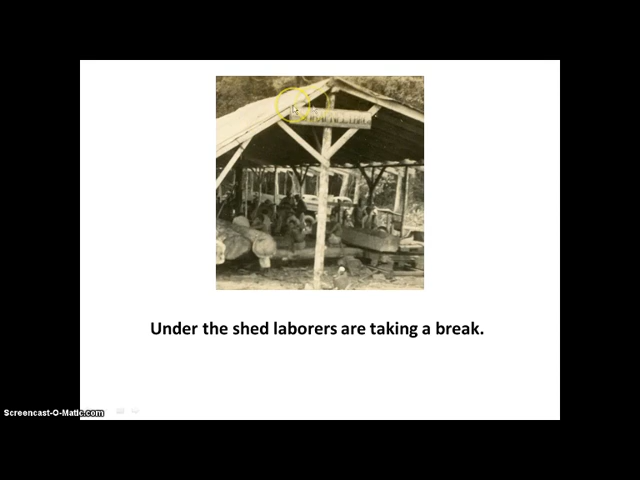 Under the shed laborers are taking a break.
Screencast-O-Matic.com